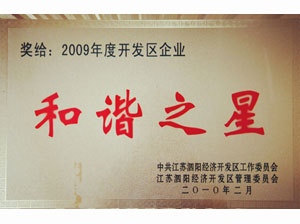 奖给：2009年度开发区企业
和谐之星
中共江苏泗阳经济开发区工作委员会
江苏泗阳经济开发区管理委员会
二〇一〇年二月